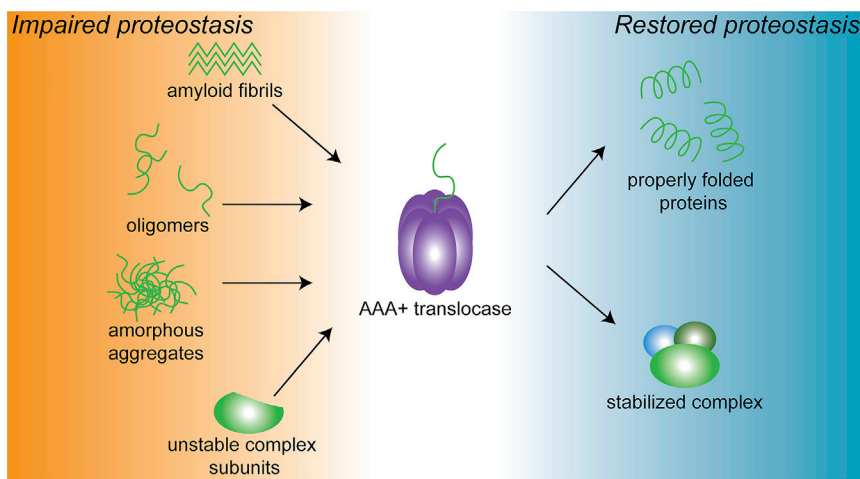 Impaired proteostasis
amyloid fibrils
oligomers
amorphous
aggregates
unstable complex
subunits
AAA+ translocase
Restored proteostasis
properly folded
proteins
stabilized complex